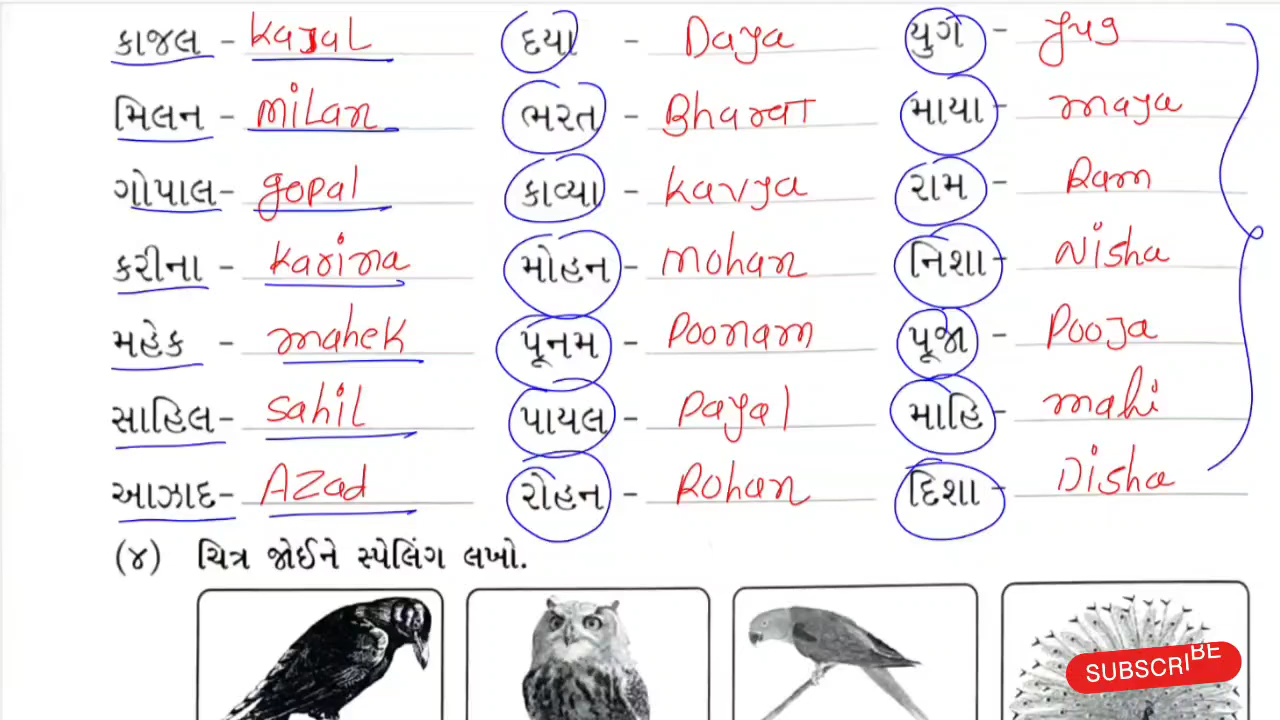 કાજલ - kajal દયા - Daya યુગ - yug
મિલન - milan ભરત - Bharat માયા - maya
ગોપાલ - gopal કાવ્યા - kavya રામ - Ram
કરીના - karina મોહન - mohan નિશા - Nisha
મહેક - mahek પૂનમ - poonam પૂજા - pooja
સાહિલ - sahil પાયલ - payal માહિ - mahi
આઝાદ - Azad રોહન - Rohan દિશા - Disha
(૪) ચિત્ર જોઈને સ્પેલિંગ લખો.
SUBSCRIBE